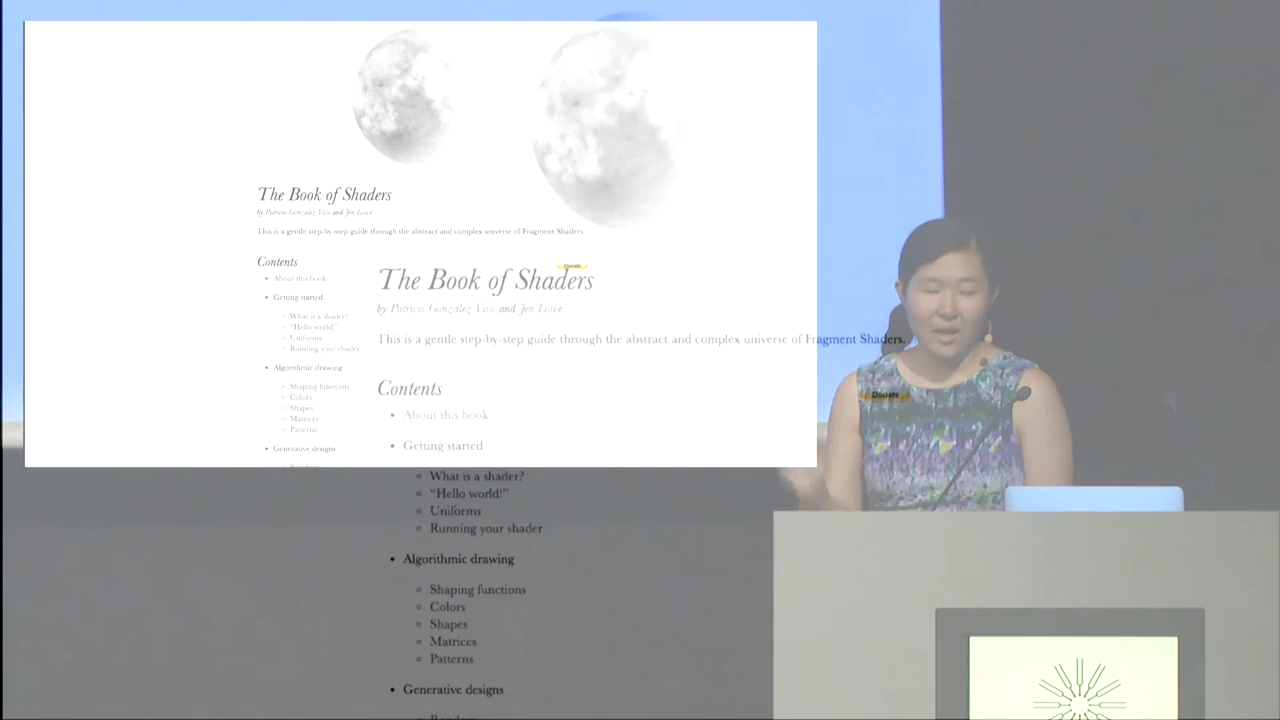 The Book of Shaders
by Patricio Gonzalez Vivo and Jen Lowe
This is a gentle step-by-step guide through the abstract and complex universe of Fragment Shaders.
Contents
• About this book
• Getting started
◦ What is a shader?
◦ “Hello world!”
◦ Uniforms
◦ Running your shader
• Algorithmic drawing
◦ Shaping functions
◦ Colors
◦ Shapes
◦ Matrices
◦ Patterns
• Generative designs
Donate
The Book of Shaders
by Patricio Gonzalez Vivo and Jen Lowe
This is a gentle step-by-step guide through the abstract and complex universe of Fragment Shaders.
Donate
Contents
• About this book
• Getting started
◦ What is a shader?
◦ “Hello world!”
◦ Uniforms
◦ Running your shader
• Algorithmic drawing
◦ Shaping functions
◦ Colors
◦ Shapes
◦ Matrices
◦ Patterns
• Generative designs